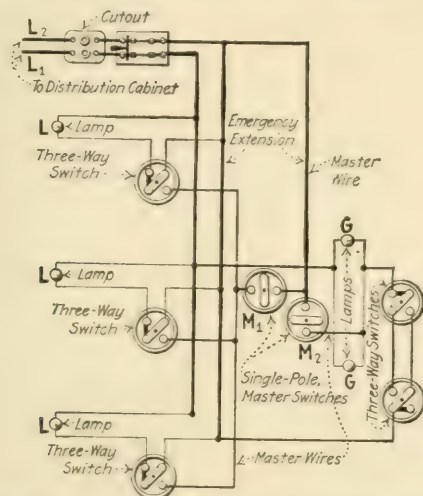 Cutout
L2
L1
To Distribution Cabinet
L Lamp
Three-Way
Switch
Emergency
Extension
Master
Wire
L Lamp
Three-Way
Switch
M1
M2
G
Lamps
G
Three-Way Switches
Single-Pole,
Master Switches
L Lamp
Three-Way
Switch
Master Wires